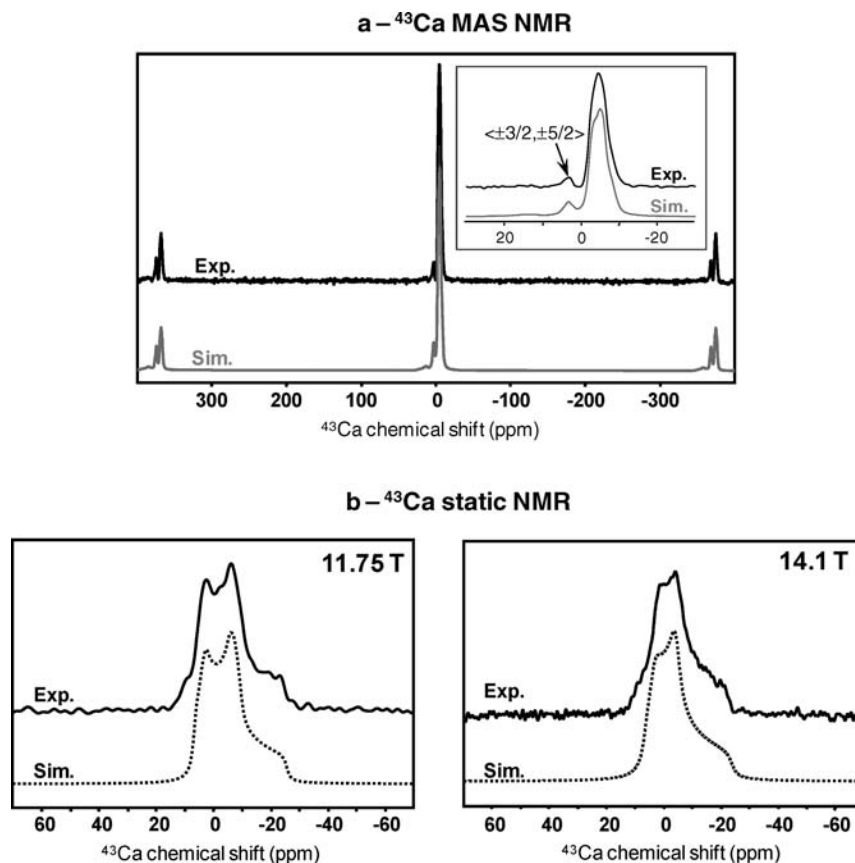 a – ⁴³Ca MAS NMR
<±3/2,±5/2>
Exp.
Sim.
20 0 -20
Exp.
Sim.
300 200 100 0 -100 -200 -300
⁴³Ca chemical shift (ppm)
b – ⁴³Ca static NMR
11.75 T
Exp.
Sim.
60 40 20 0 -20 -40 -60
⁴³Ca chemical shift (ppm)
14.1 T
Exp.
Sim.
60 40 20 0 -20 -40 -60
⁴³Ca chemical shift (ppm)